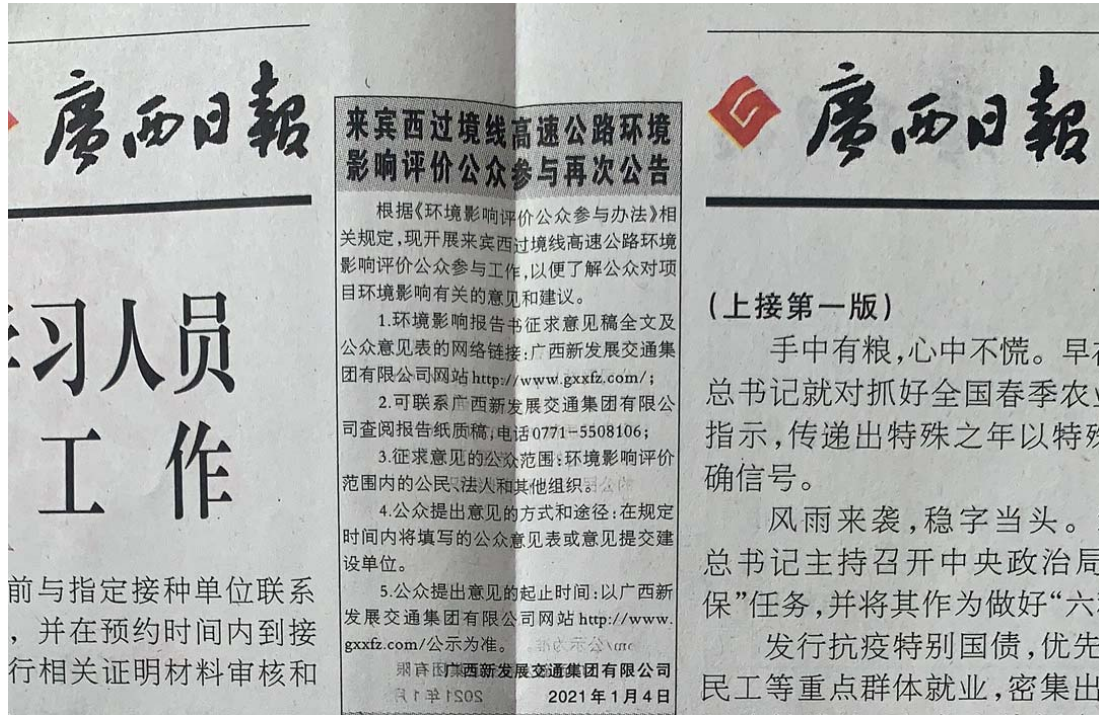 廣西日報
习人员
工作
前与指定接种单位联系
，并在预约时间内到接
行相关证明材料审核和
来宾西过境线高速公路环境
影响评价公众参与再次公告
根据《环境影响评价公众参与办法》相
关规定,现开展来宾西过境线高速公路环境
影响评价公众参与工作,以便了解公众对项
目环境影响有关的意见和建议。
1.环境影响报告书征求意见稿全文及
公众意见表的网络链接:广西新发展交通集
团有限公司网站http://www.gxxfz.com/;
2.可联系广西新发展交通集团有限公
司查阅报告纸质稿,电话0771-5508106;
3.征求意见的公众范围:环境影响评价
范围内的公民、法人和其他组织。
4.公众提出意见的方式和途径:在规定
时间内将填写的公众意见表或意见提交建
设单位。
5.公众提出意见的起止时间:以广西新
发展交通集团有限公司网站http://www.
gxxfz.com/公示为准。
广西新发展交通集团有限公司
2021年1月4日
廣西日報
(上接第一版)
手中有粮,心中不慌。早在
总书记就对抓好全国春季农业
指示,传递出特殊之年以特殊
确信号。
风雨来袭,稳字当头。
总书记主持召开中央政治局
保”任务,并将其作为做好“六
发行抗疫特别国债,优先
民工等重点群体就业,密集出